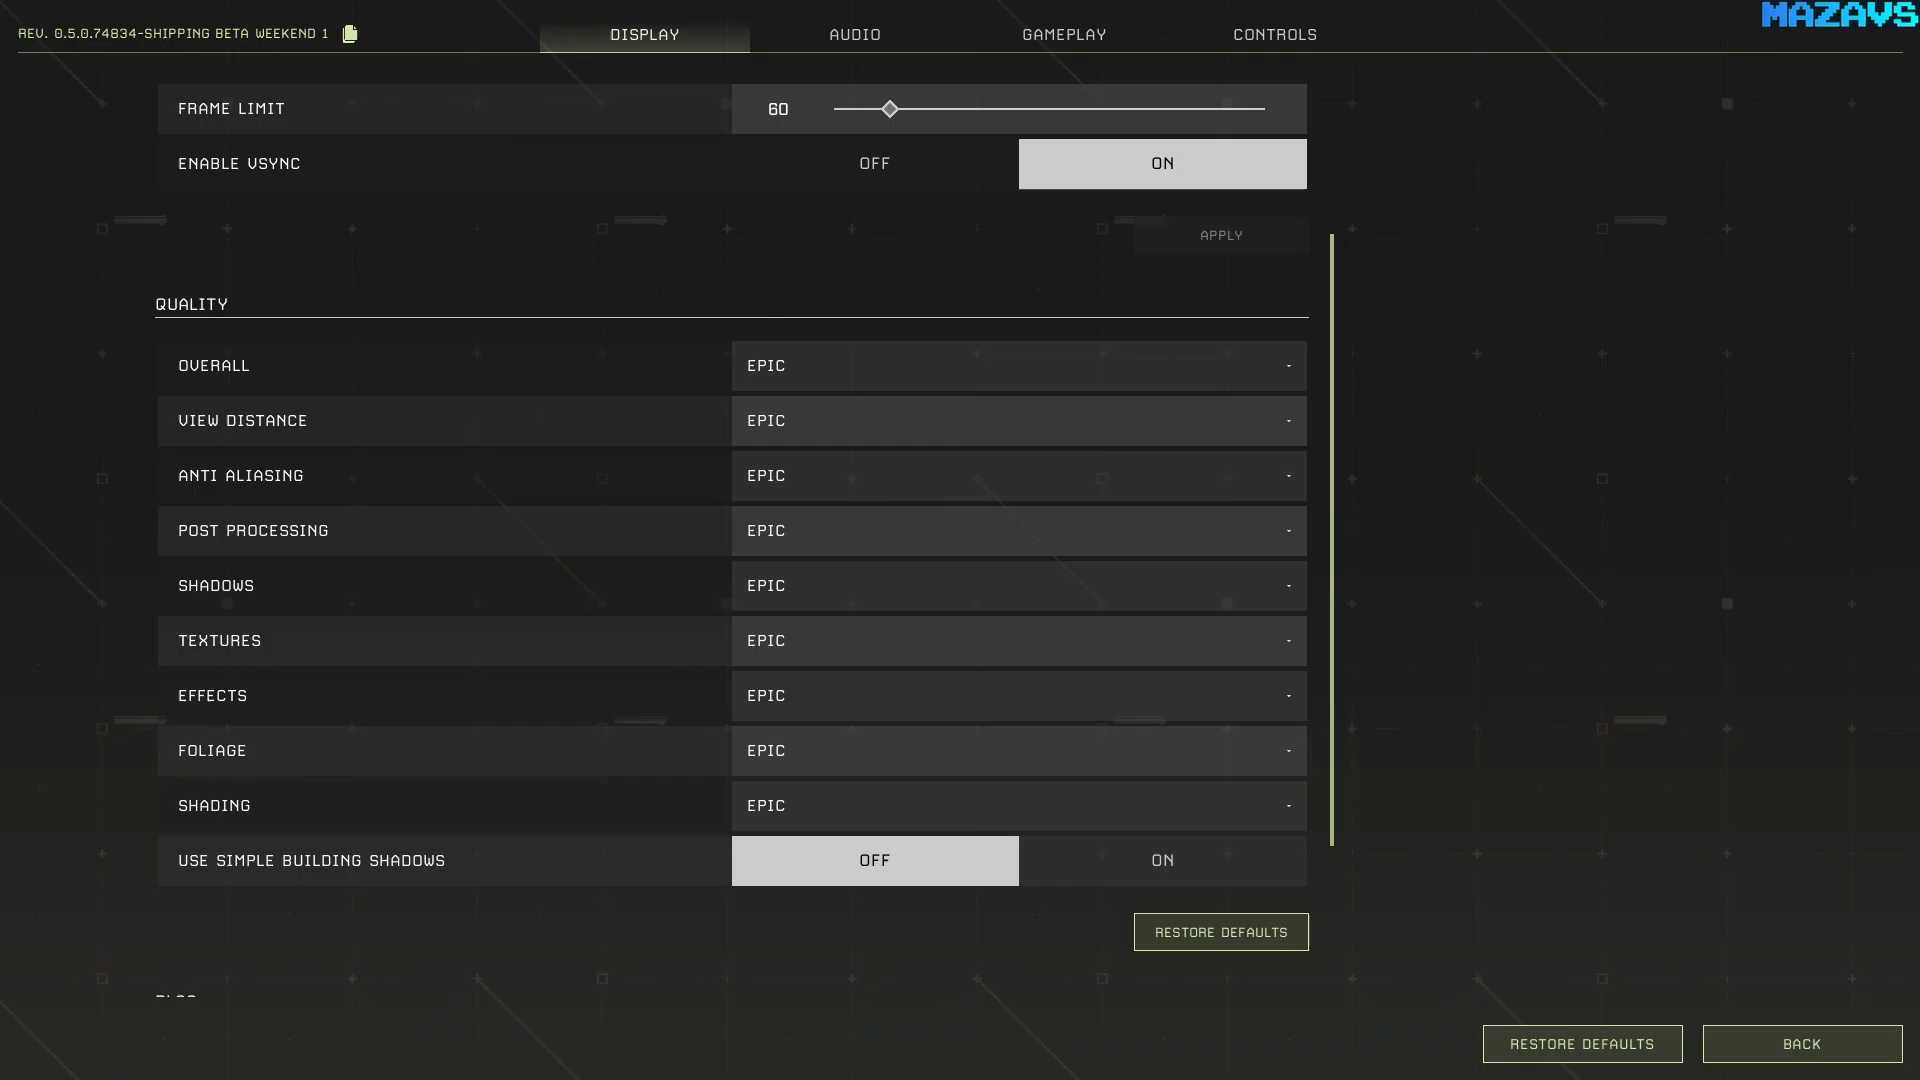 REV. 0.5.0.74834-SHIPPING BETA WEEKEND 1
DISPLAY
AUDIO
GAMEPLAY
CONTROLS
MAZAVS
FRAME LIMIT
60
ENABLE VSYNC
OFF
ON
APPLY
QUALITY
OVERALL
EPIC
VIEW DISTANCE
EPIC
ANTI ALIASING
EPIC
POST PROCESSING
EPIC
SHADOWS
EPIC
TEXTURES
EPIC
EFFECTS
EPIC
FOLIAGE
EPIC
SHADING
EPIC
USE SIMPLE BUILDING SHADOWS
OFF
ON
RESTORE DEFAULTS
RESTORE DEFAULTS
BACK